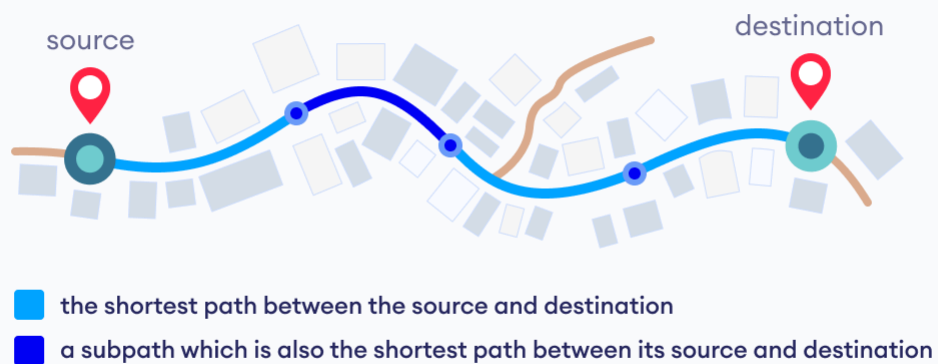 source
destination
the shortest path between the source and destination
a subpath which is also the shortest path between its source and destination